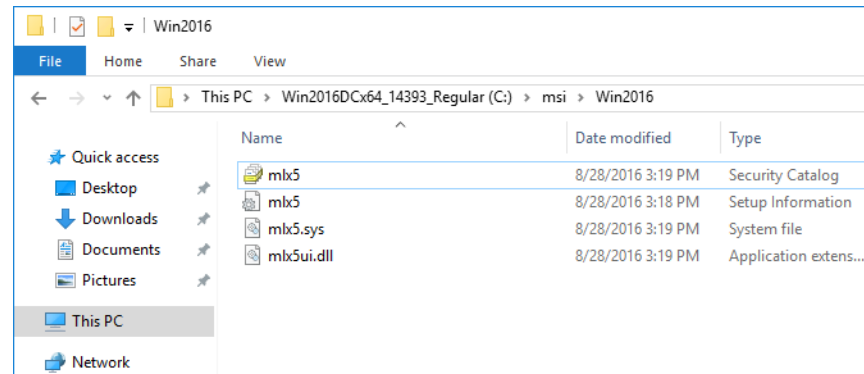 Win2016
File Home Share View
This PC > Win2016DCx64_14393_Regular (C:) > msi > Win2016
Name Date modified Type
Quick access
Desktop
Downloads
Documents
Pictures
This PC
Network
mlx5 8/28/2016 3:19 PM Security Catalog
mlx5 8/28/2016 3:18 PM Setup Information
mlx5.sys 8/28/2016 3:19 PM System file
mlx5ui.dll 8/28/2016 3:19 PM Application extens...